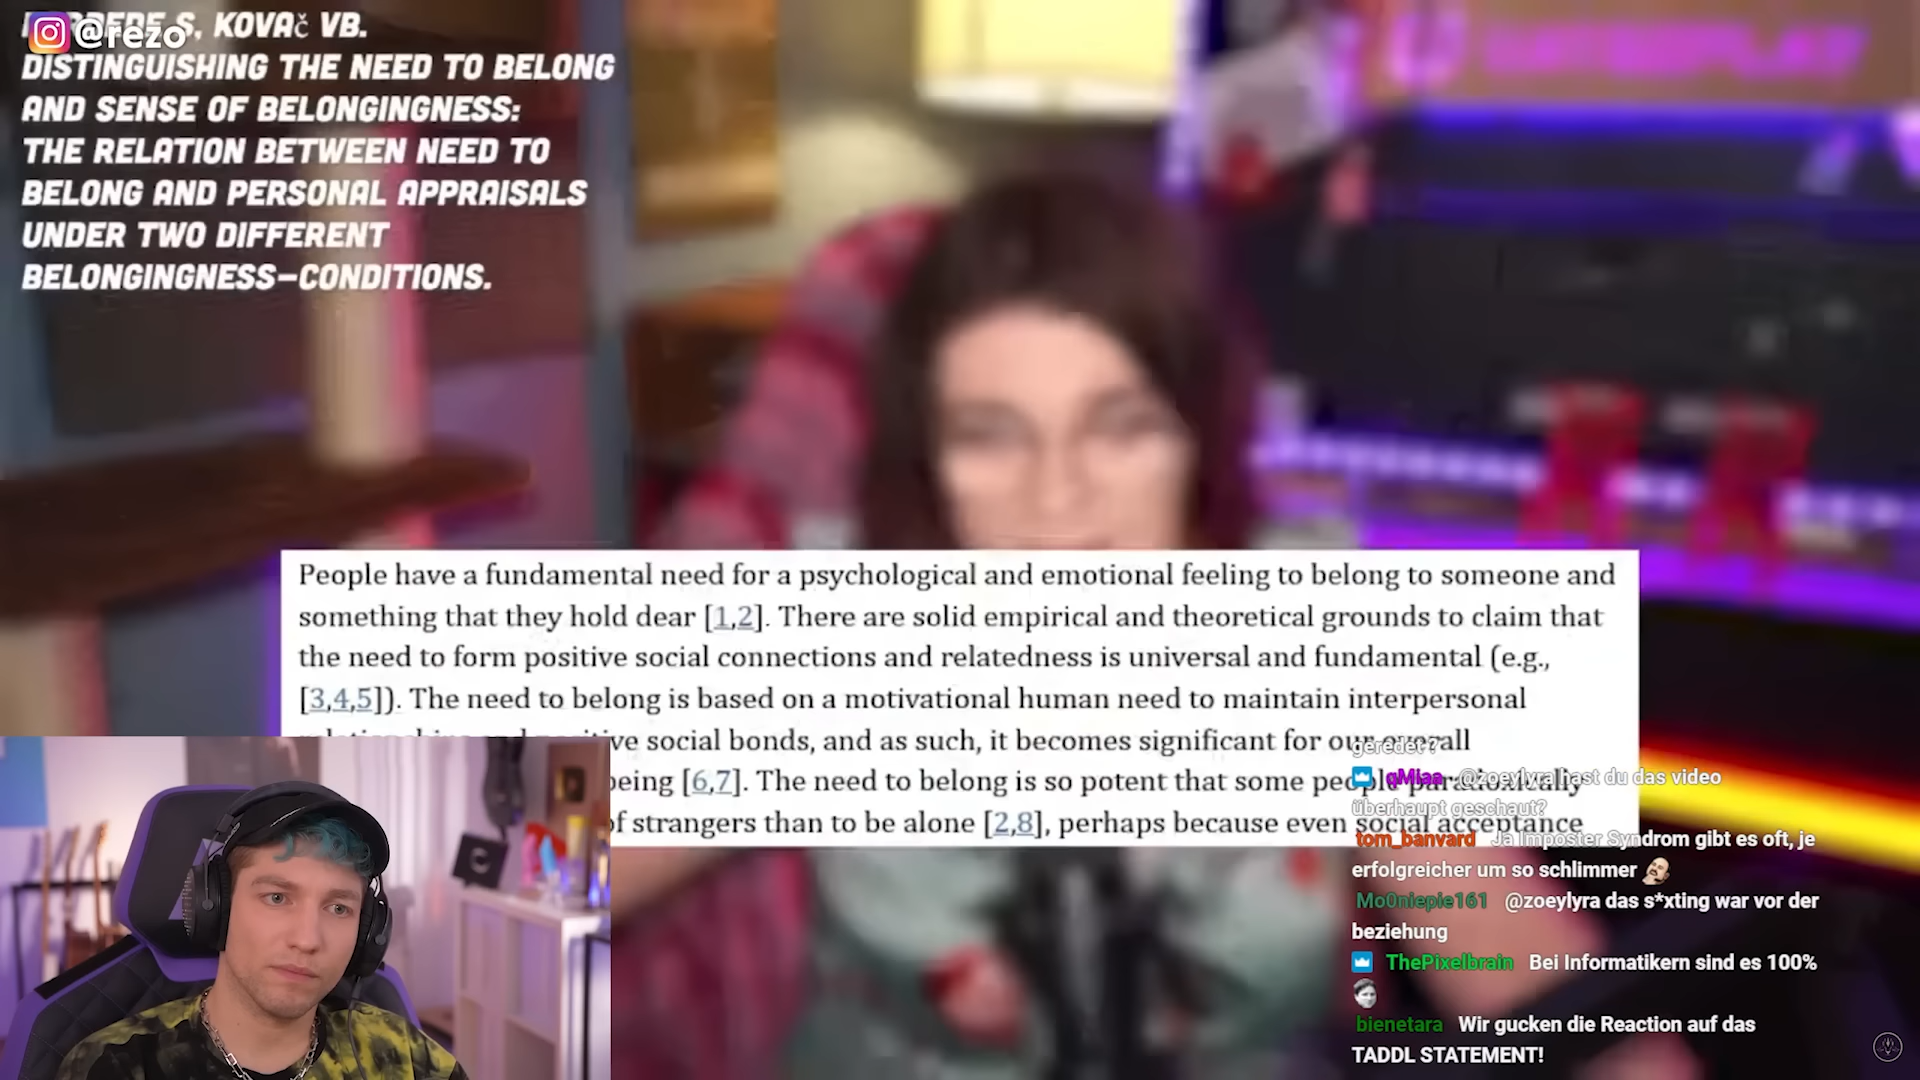 @rezo
S, KOVAč VB.
DISTINGUISHING THE NEED TO BELONG
AND SENSE OF BELONGINGNESS:
THE RELATION BETWEEN NEED TO
BELONG AND PERSONAL APPRAISALS
UNDER TWO DIFFERENT
BELONGINGNESS-CONDITIONS.
People have a fundamental need for a psychological and emotional feeling to belong to someone and
something that they hold dear [1,2]. There are solid empirical and theoretical grounds to claim that
the need to form positive social connections and relatedness is universal and fundamental (e.g.,
[3,4,5]). The need to belong is based on a motivational human need to maintain interpersonal
social bonds, and as such, it becomes significant for our overall
[6,7]. The need to belong is so potent that some people paradoxically
of strangers than to be alone [2,8], perhaps because even social acceptance
geredet?
qMiaa @zoeylyra hast du das video
überhaupt geschaut?
tom_banvard Ja Imposter Syndrom gibt es oft, je
erfolgreicher um so schlimmer
Mo0niepie161 @zoeylyra das s*xting war vor der
beziehung
ThePixelbrain Bei Informatikern sind es 100%
bienetara Wir gucken die Reaction auf das
TADDL STATEMENT!